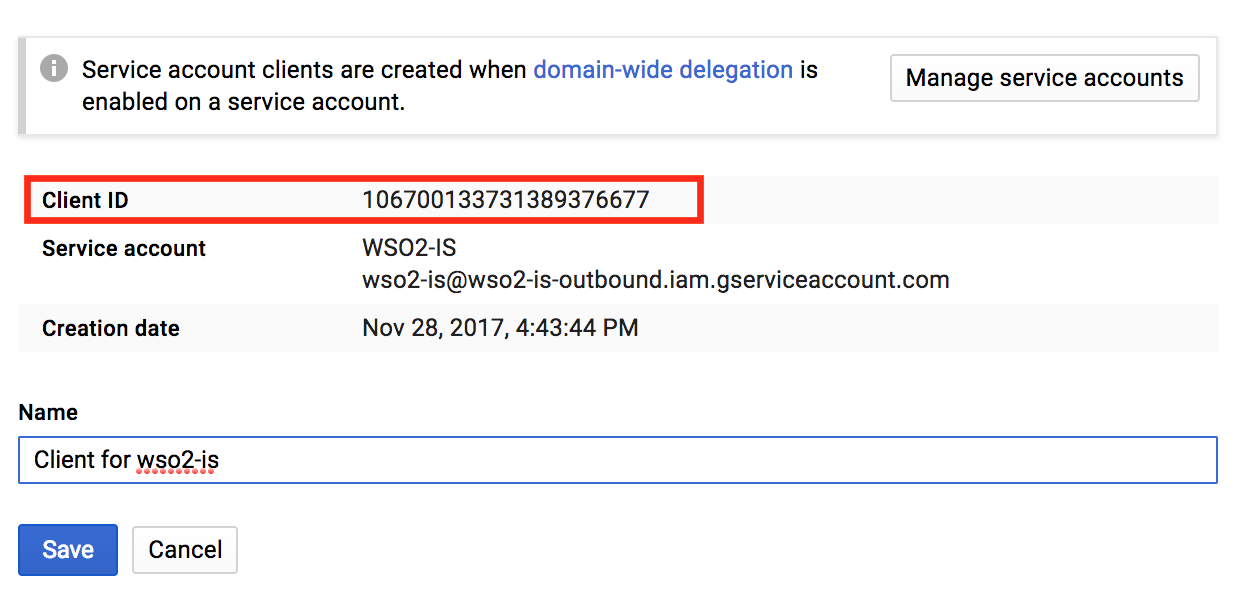 Service account clients are created when domain-wide delegation is
enabled on a service account.
Manage service accounts
Client ID 106700133731389376677
Service account WSO2-IS
wso2-is@wso2-is-outbound.iam.gserviceaccount.com
Creation date Nov 28, 2017, 4:43:44 PM
Name
Client for wso2-is
Save Cancel